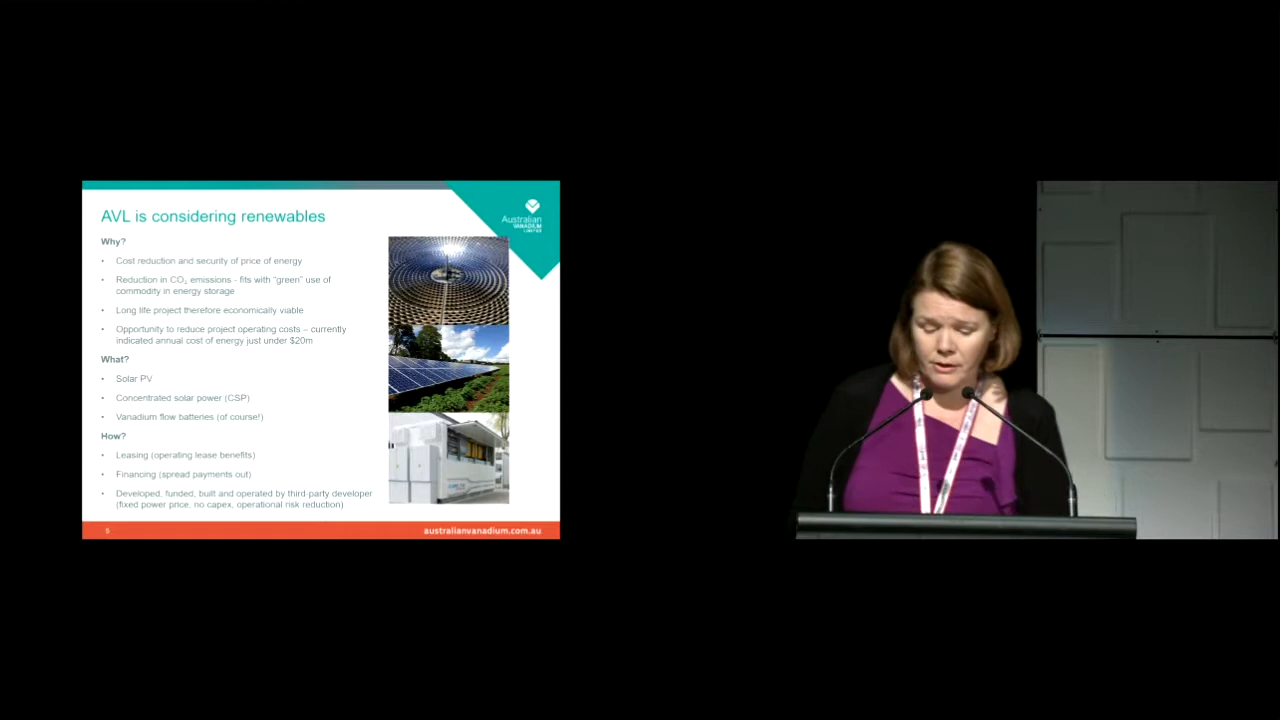 AVL is considering renewables
Australian
VANADIUM
LIMITED
Why?
• Cost reduction and security of price of energy
• Reduction in CO₂ emissions - fits with “green” use of
commodity in energy storage
• Long life project therefore economically viable
• Opportunity to reduce project operating costs – currently
indicated annual cost of energy just under $20m
What?
• Solar PV
• Concentrated solar power (CSP)
• Vanadium flow batteries (of course!)
How?
• Leasing (operating lease benefits)
• Financing (spread payments out)
• Developed, funded, built and operated by third-party developer
(fixed power price, no capex, operational risk reduction)
5
australianvanadium.com.au